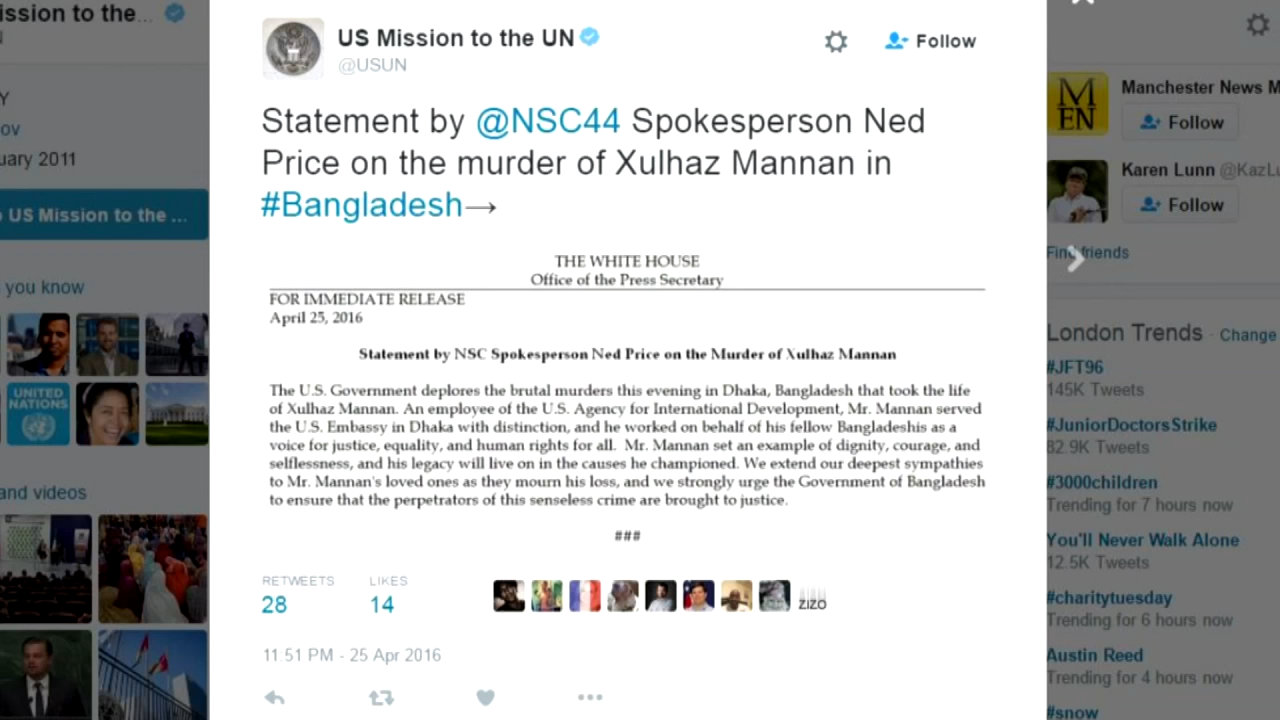 ission to the...
Y
ov
uary 2011
US Mission to the ...
you know
UNITED
NATIONS
and videos
US Mission to the UN
@USUN
Follow
Statement by @NSC44 Spokesperson Ned
Price on the murder of Xulhaz Mannan in
#Bangladesh→
THE WHITE HOUSE
Office of the Press Secretary
FOR IMMEDIATE RELEASE
April 25, 2016
Statement by NSC Spokesperson Ned Price on the Murder of Xulhaz Mannan
The U.S. Government deplores the brutal murders this evening in Dhaka, Bangladesh that took the life
of Xulhaz Mannan. An employee of the U.S. Agency for International Development, Mr. Mannan served
the U.S. Embassy in Dhaka with distinction, and he worked on behalf of his fellow Bangladeshis as a
voice for justice, equality, and human rights for all. Mr. Mannan set an example of dignity, courage, and
selflessness, and his legacy will live on in the causes he championed. We extend our deepest sympathies
to Mr. Mannan's loved ones as they mourn his loss, and we strongly urge the Government of Bangladesh
to ensure that the perpetrators of this senseless crime are brought to justice.
###
RETWEETS LIKES
28 14
ZIZO
11:51 PM - 25 Apr 2016
MEN
Manchester News M
Follow
Karen Lunn @KazLu
Follow
Find friends
London Trends · Change
#JFT96
145K Tweets
#JuniorDoctorsStrike
82.9K Tweets
#3000children
Trending for 7 hours now
You'll Never Walk Alone
12.5K Tweets
#charitytuesday
Trending for 6 hours now
Austin Reed
Trending for 4 hours now
#snow